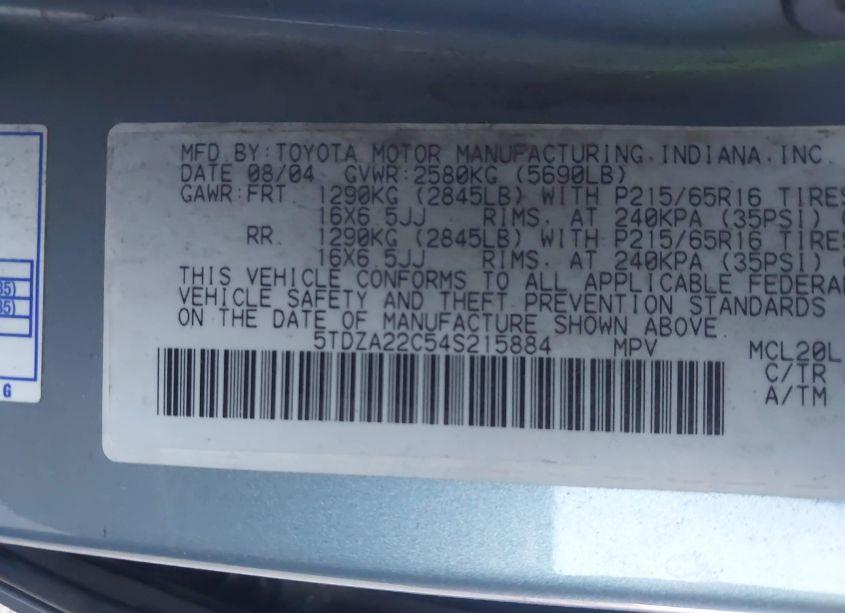 MFD BY:TOYOTA MOTOR MANUFACTURING.INDIANA.INC.
DATE 08/04 GVWR:2580KG (5690LB)
GAWR:FRT 1290KG (2845LB) WITH P215/65R16 TIRES
16X6 5JJ RIMS. AT 240KPA (35PSI)
RR. 1290KG (2845LB) WITH P215/65R16 TIRES
16X6 5JJ RIMS. AT 240KPA (35PSI)
THIS VEHICLE CONFORMS TO ALL APPLICABLE FEDERAL
VEHICLE SAFETY AND THEFT PREVENTION STANDARDS
ON THE DATE OF MANUFACTURE SHOWN ABOVE
5TDZA22C54S215884 MPV MCL20L
C/TR
A/TM
35)
35)
G